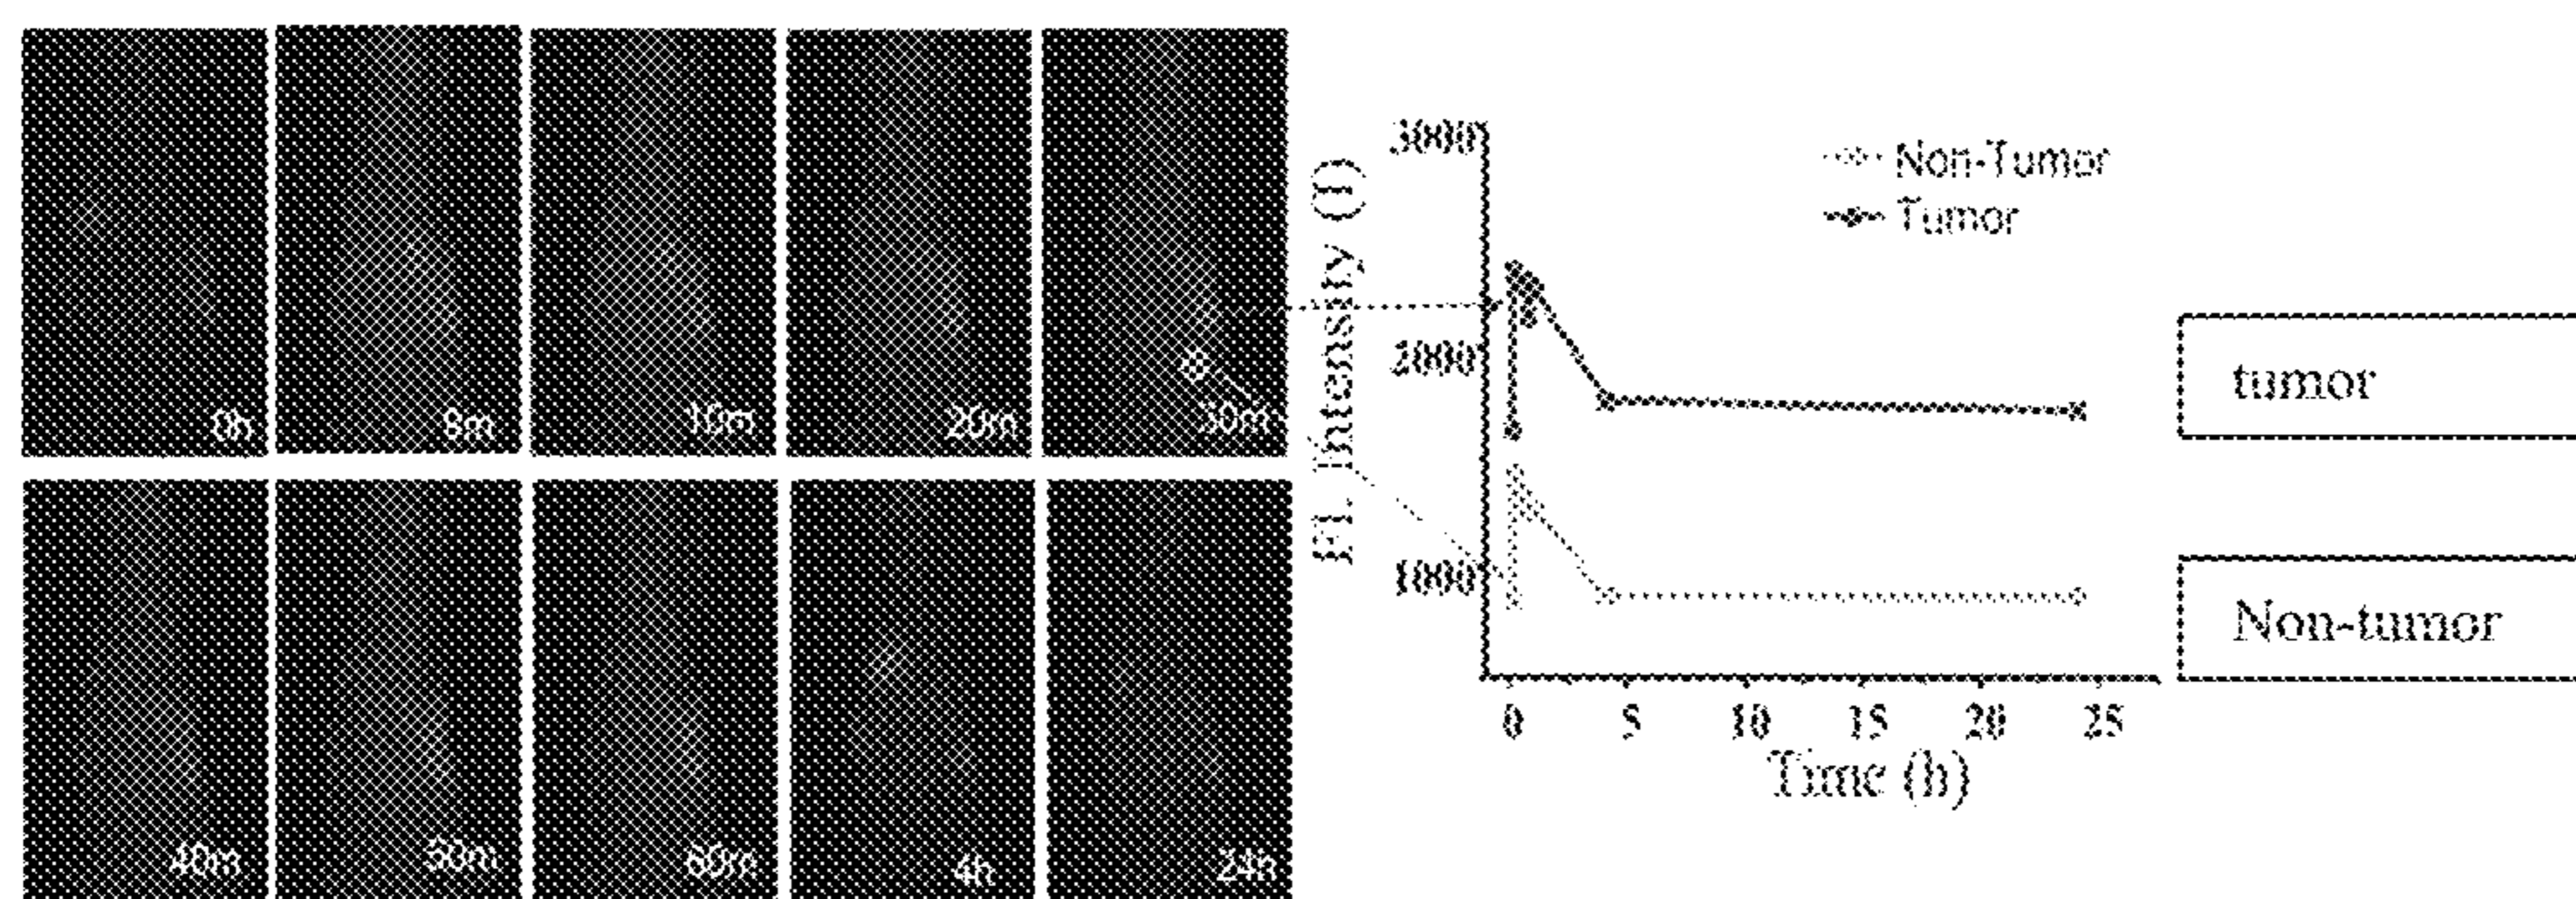 0h
8m
10m
20m
30m
40m
50m
60m
4h
24h
Fl. Intensity (I)
3000
2000
1000
0 5 10 15 20 25
Time (h)
Non-Tumor
Tumor
tumor
Non-tumor